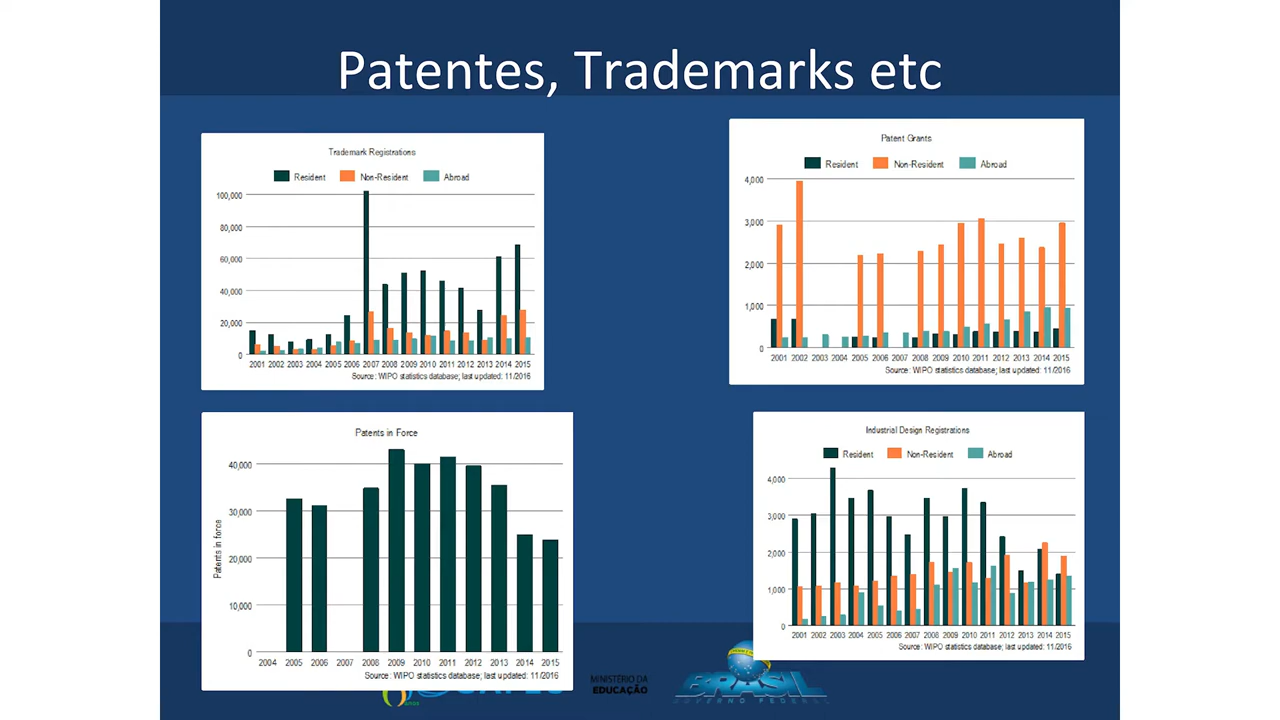 Patentes, Trademarks etc
Trademark Registrations
Resident Non-Resident Abroad
100,000
80,000
60,000
40,000
20,000
0
2001 2002 2003 2004 2005 2006 2007 2008 2009 2010 2011 2012 2013 2014 2015
Source: WIPO statistics database; last updated: 11/2016
Patent Grants
Resident Non-Resident Abroad
4,000
3,000
2,000
1,000
0
2001 2002 2003 2004 2005 2006 2007 2008 2009 2010 2011 2012 2013 2014 2015
Source: WIPO statistics database; last updated: 11/2016
Patents in Force
Patents in force
40,000
30,000
20,000
10,000
0
2004 2005 2006 2007 2008 2009 2010 2011 2012 2013 2014 2015
Source: WIPO statistics database; last updated: 11/2016
Industrial Design Registrations
Resident Non-Resident Abroad
4,000
3,000
2,000
1,000
0
2001 2002 2003 2004 2005 2006 2007 2008 2009 2010 2011 2012 2013 2014 2015
Source: WIPO statistics database; last updated: 11/2016
MINISTÉRIO DA
EDUCAÇÃO
BRASIL
GOVERNO FEDERAL